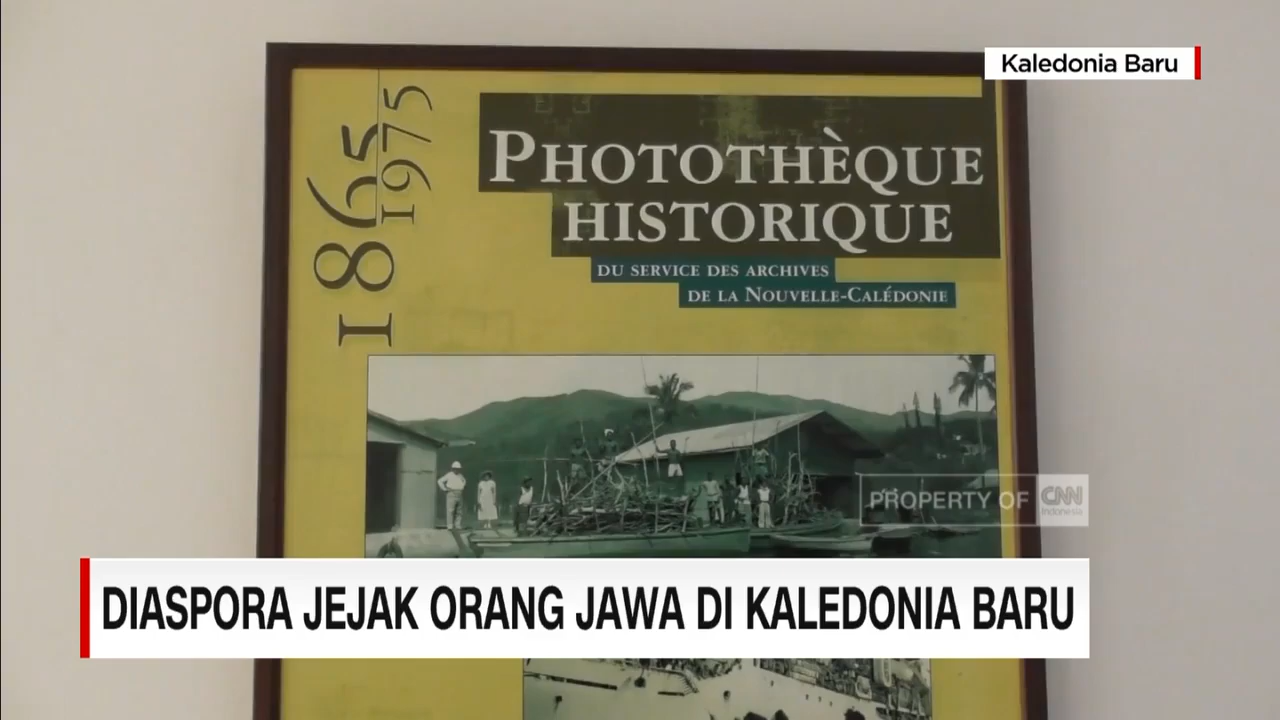 Kaledonia Baru
1865
1975
PHOTOTHÈQUE
HISTORIQUE
DU SERVICE DES ARCHIVES
DE LA NOUVELLE-CALÉDONIE
PROPERTY OF CNN Indonesia
DIASPORA JEJAK ORANG JAWA DI KALEDONIA BARU